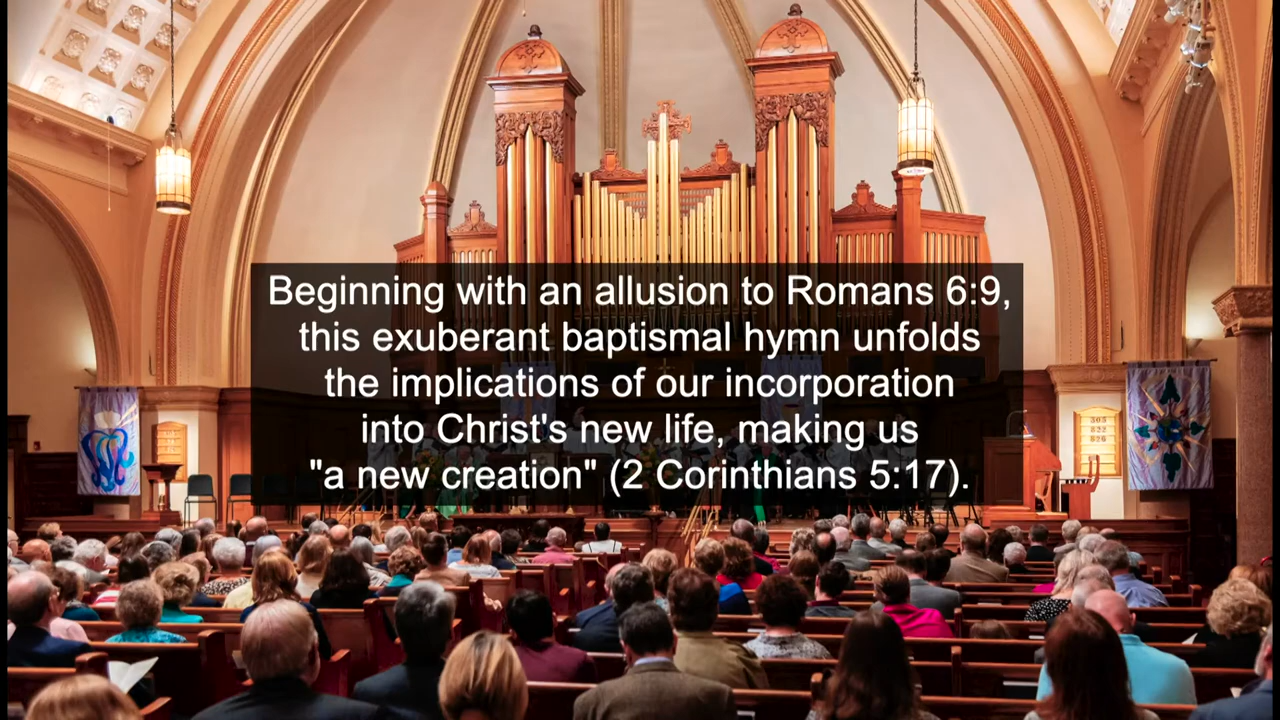 Beginning with an allusion to Romans 6:9,
this exuberant baptismal hymn unfolds
the implications of our incorporation
into Christ's new life, making us
"a new creation" (2 Corinthians 5:17).